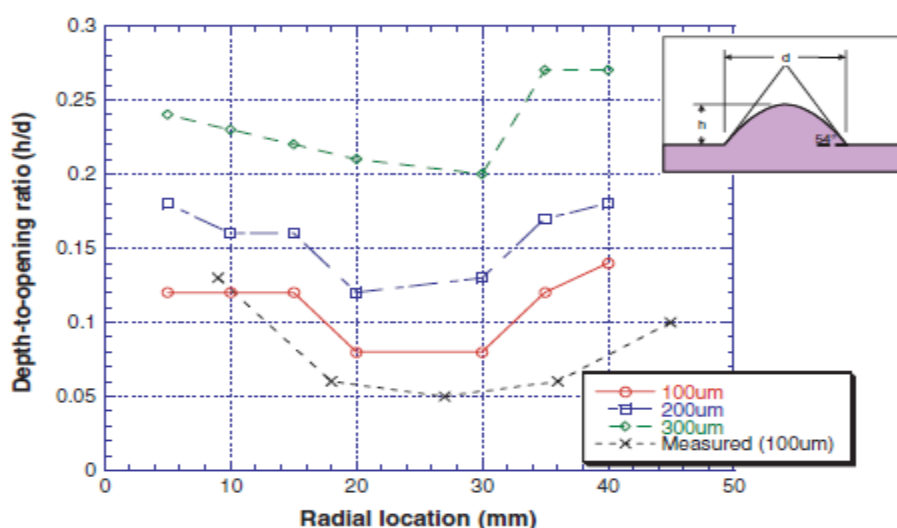 0.3
0.25
0.2
0.15
0.1
0.05
0
Depth-to-opening ratio (h/d)
0 10 20 30 40 50
Radial location (mm)
d
h
54°
100um
200um
300um
Measured (100um)